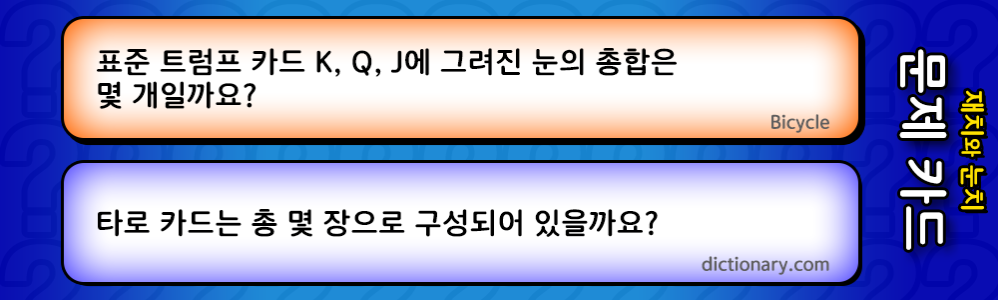 표준 트럼프 카드 K, Q, J에 그려진 눈의 총합은
몇 개일까요?
Bicycle
타로 카드는 총 몇 장으로 구성되어 있을까요?
dictionary.com
재치와 눈치
문제 카드